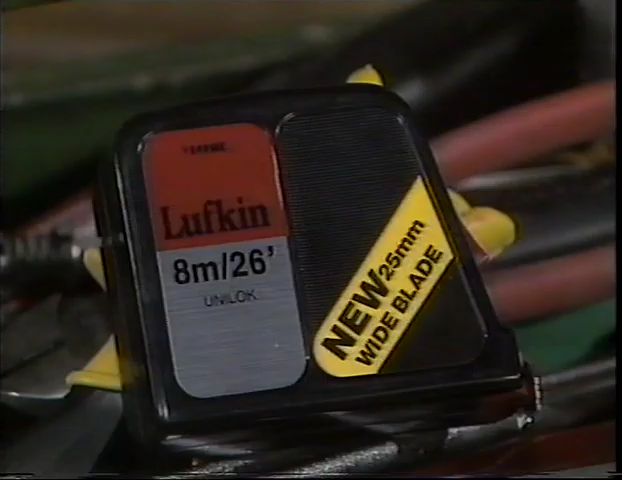 Lufkin
8m/26'
UNILOK
NEW 25mm
WIDE BLADE